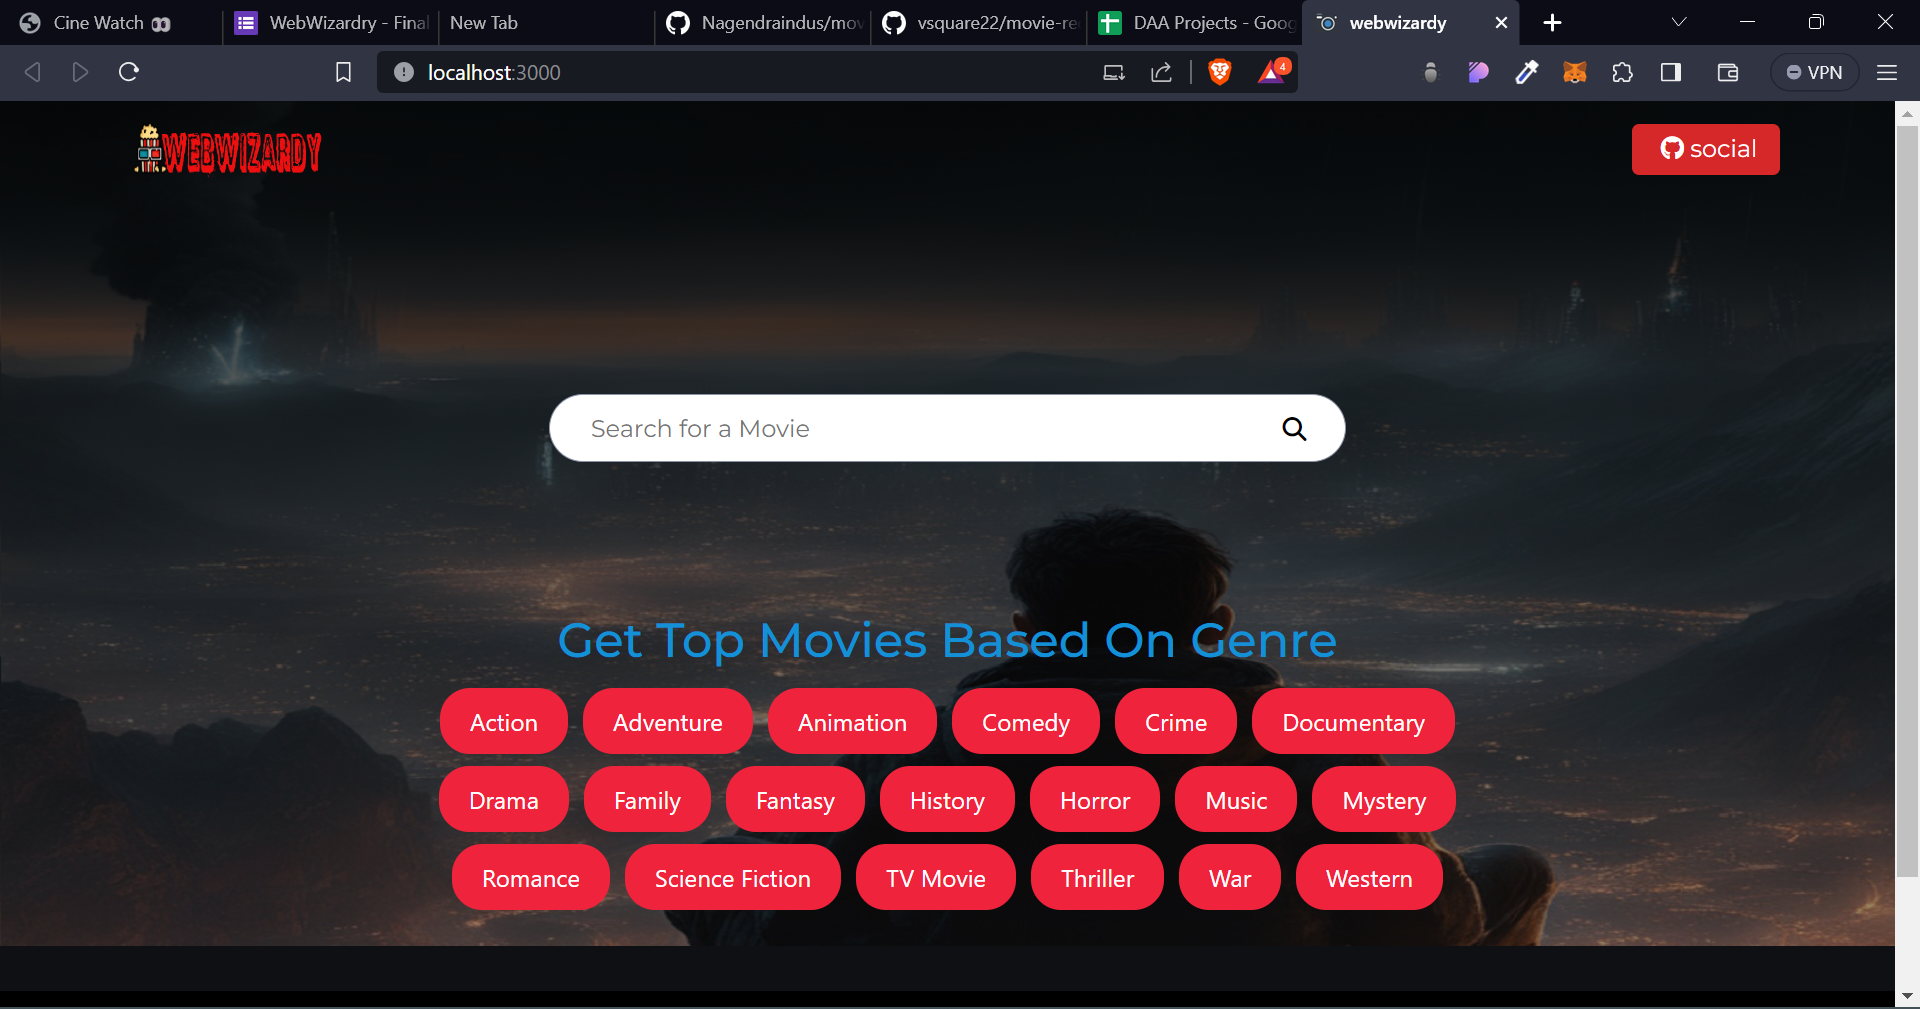 Cine Watch
WebWizardry - Final
New Tab
Nagendraindus/mov
vsquare22/movie-re
DAA Projects - Goog
webwizardy
localhost:3000
4
VPN
WEBWIZARDY
social
Search for a Movie
Get Top Movies Based On Genre
Action Adventure Animation Comedy Crime Documentary
Drama Family Fantasy History Horror Music Mystery
Romance Science Fiction TV Movie Thriller War Western